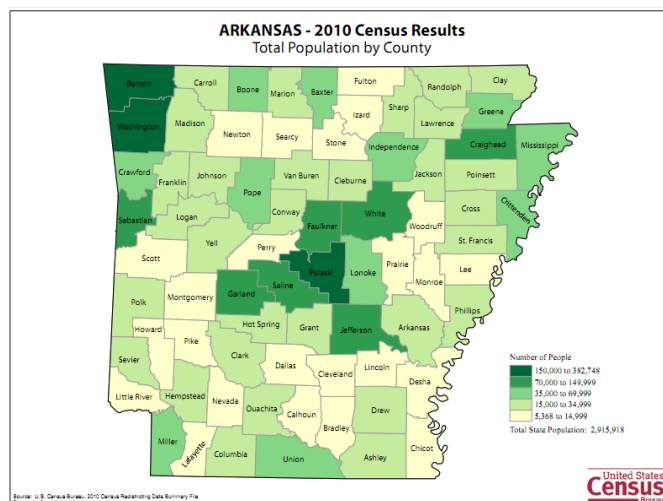 ARKANSAS - 2010 Census Results
Total Population by County
Benton
Carroll
Boone
Marion
Baxter
Fulton
Randolph
Clay
Sharp
Izard
Greene
Washington
Madison
Newton
Searcy
Stone
Lawrence
Independence
Craighead
Mississippi
Crawford
Franklin
Johnson
Pope
Van Buren
Cleburne
Jackson
Poinsett
Sebastian
Logan
Conway
Faulkner
White
Woodruff
Cross
Crittenden
Scott
Yell
Perry
Pulaski
Lonoke
Prairie
Monroe
St. Francis
Lee
Polk
Montgomery
Garland
Saline
Phillips
Howard
Pike
Hot Spring
Grant
Jefferson
Arkansas
Sevier
Clark
Dallas
Cleveland
Lincoln
Desha
Little River
Hempstead
Nevada
Ouachita
Calhoun
Bradley
Drew
Miller
Lafayette
Columbia
Union
Ashley
Chicot
Number of People
150,000 to 382,748
70,000 to 149,999
35,000 to 69,999
15,000 to 34,999
5,368 to 14,999
Total State Population: 2,915,918
Source: U.S. Census Bureau, 2010 Census Redistricting Data Summary File
United States
Census
Bureau